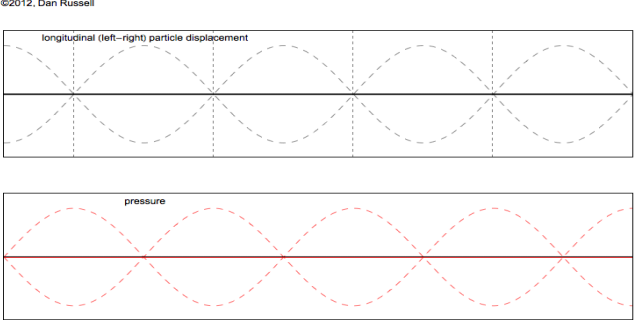 ©2012, Dan Russell
longitudinal (left−right) particle displacement
pressure